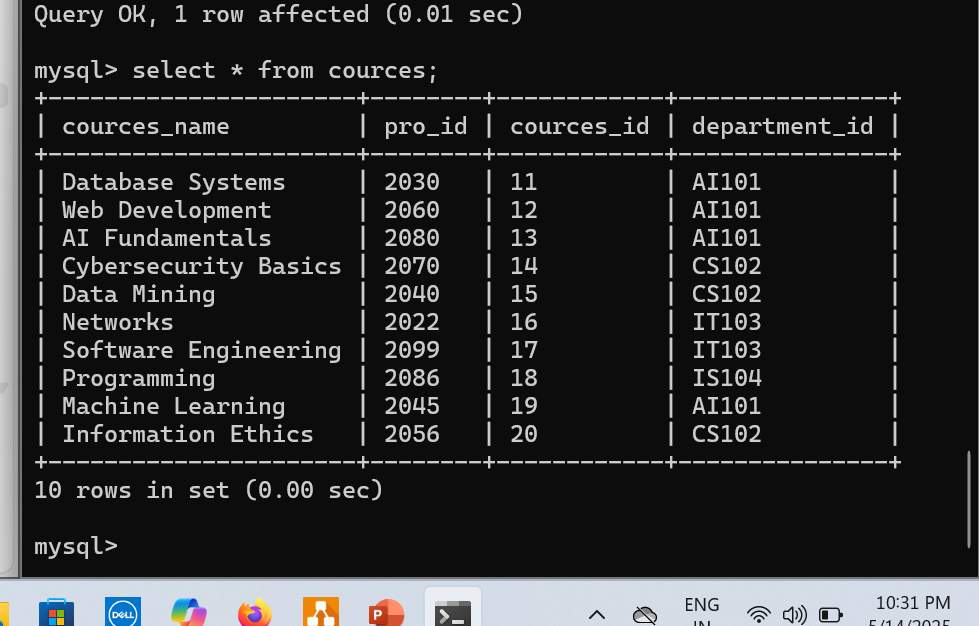 Query OK, 1 row affected (0.01 sec)
mysql> select * from cources;
+----------------------+--------+------------+---------------+
| cources_name | pro_id | cources_id | department_id |
+----------------------+--------+------------+---------------+
| Database Systems | 2030 | 11 | AI101 |
| Web Development | 2060 | 12 | AI101 |
| AI Fundamentals | 2080 | 13 | AI101 |
| Cybersecurity Basics | 2070 | 14 | CS102 |
| Data Mining | 2040 | 15 | CS102 |
| Networks | 2022 | 16 | IT103 |
| Software Engineering | 2099 | 17 | IT103 |
| Programming | 2086 | 18 | IS104 |
| Machine Learning | 2045 | 19 | AI101 |
| Information Ethics | 2056 | 20 | CS102 |
+----------------------+--------+------------+---------------+
10 rows in set (0.00 sec)
mysql>
DELL
P
>_
ENG
IN
10:31 PM
5/14/2025